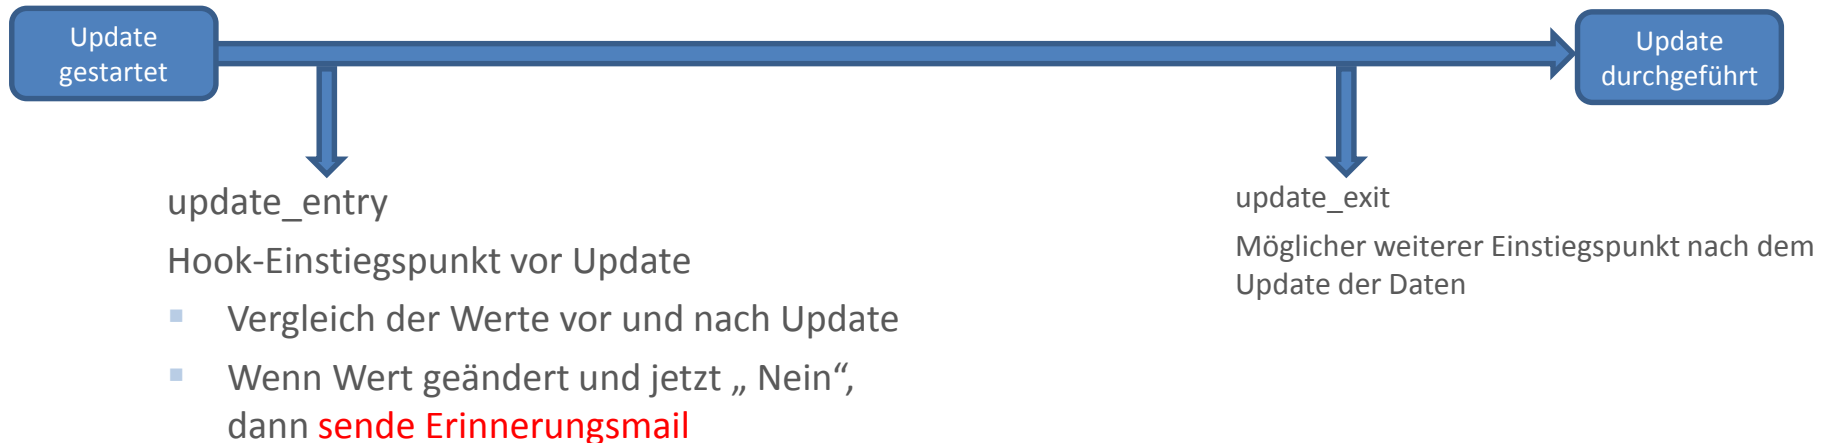 Update
gestartet
Update
durchgeführt
update_entry
Hook-Einstiegspunkt vor Update
Vergleich der Werte vor und nach Update
Wenn Wert geändert und jetzt „ Nein“,
dann sende Erinnerungsmail
update_exit
Möglicher weiterer Einstiegspunkt nach dem
Update der Daten